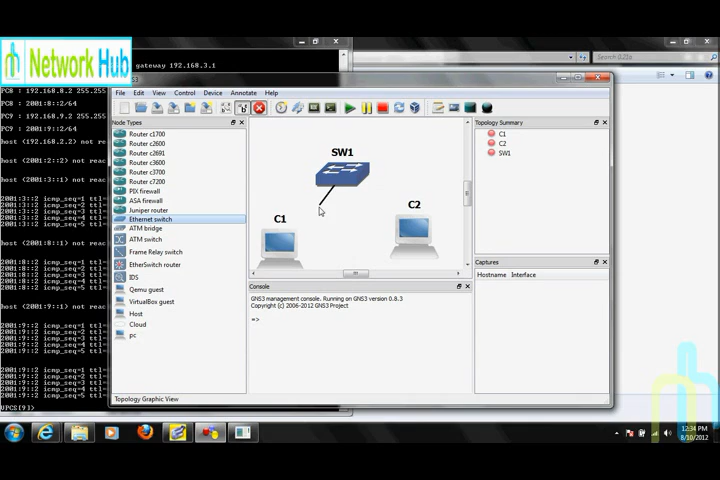 Network Hub
gateway 192.168.3.1
Search 0.20a
PC8 : 192.168.8.2 255.255
PC8 : 2001:8::2/64
PC9 : 192.168.9.2 255.255
PC9 : 2001:9::2/64
host (192.2.2) not re
host (2001:2::2) not reac
host (2001:3::1) not reac
2001:3::2 icmp_seq=1 ttl=
2001:3::2 icmp_seq=2 ttl=
2001:3::2 icmp_seq=3 ttl=
2001:3::2 icmp_seq=4 ttl=
2001:3::2 icmp_seq=5 ttl=
host (2001:8::1) not reac
2001:8::2 icmp_seq=1 ttl=
2001:8::2 icmp_seq=2 ttl=
2001:8::2 icmp_seq=3 ttl=
2001:8::2 icmp_seq=4 ttl=
2001:8::2 icmp_seq=5 ttl=
host (2001:9::1) not reac
2001:9::2 icmp_seq=1 ttl=
2001:9::2 icmp_seq=2 ttl=
2001:9::2 icmp_seq=3 ttl=
2001:9::2 icmp_seq=4 ttl=
2001:9::2 icmp_seq=5 ttl=
2001:9::2 icmp_seq=1 ttl=
2001:9::2 icmp_seq=2 ttl=
2001:9::2 icmp_seq=3 ttl=
2001:9::2 icmp_seq=4 ttl=
2001:9::2 icmp_seq=5 ttl=
VPCS[9]>
File Edit View Control Device Annotate Help
Node Types
Router c1700
Router c2600
Router c2691
Router c3600
Router c3700
Router c7200
PIX firewall
ASA firewall
Juniper router
Ethernet switch
ATM bridge
ATM switch
Frame Relay switch
EtherSwitch router
IDS
Qemu guest
VirtualBox guest
Host
Cloud
pc
SW1
C1
C2
Topology Summary
C1
C2
SW1
Captures
Hostname Interface
Console
GNS3 management console. Running on GNS3 version 0.8.3
Copyright (c) 2006-2012 GNS3 Project
=>
Topology Graphic View
12:34 PM
8/10/2012